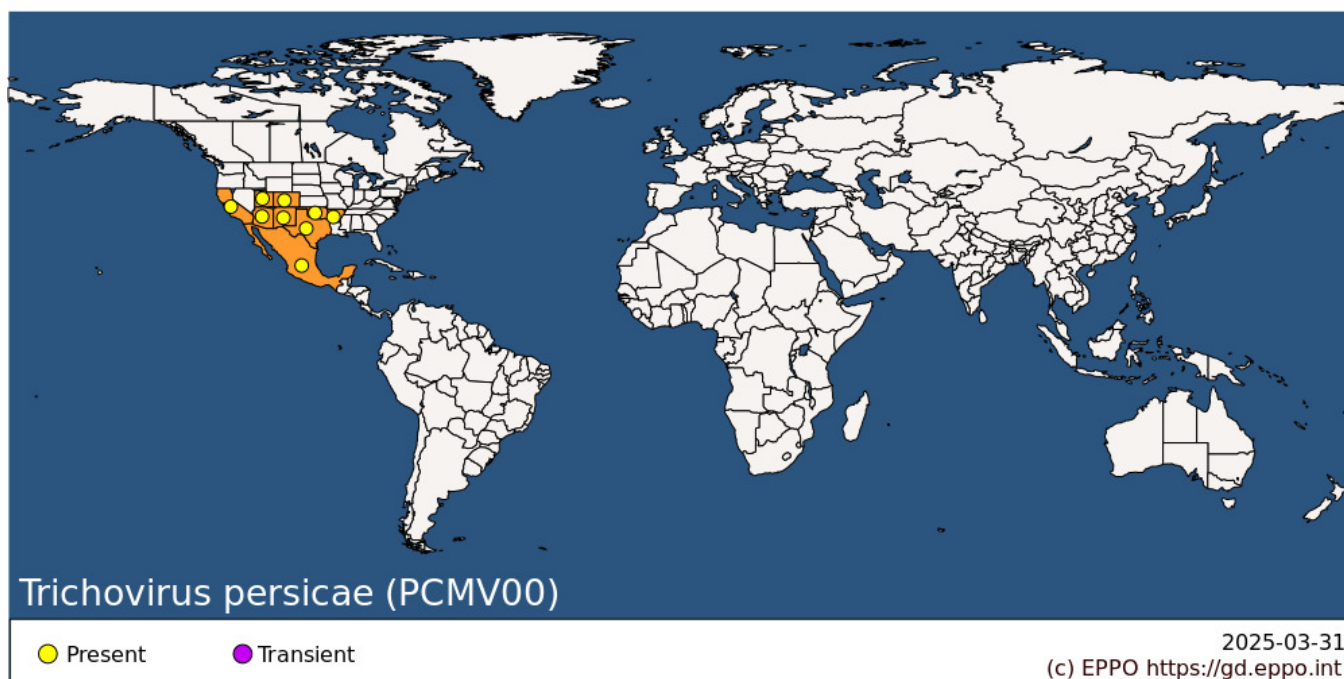 Trichovirus persicae (PCMV00)
Present
Transient
2025-03-31
(c) EPPO https://gd.eppo.int